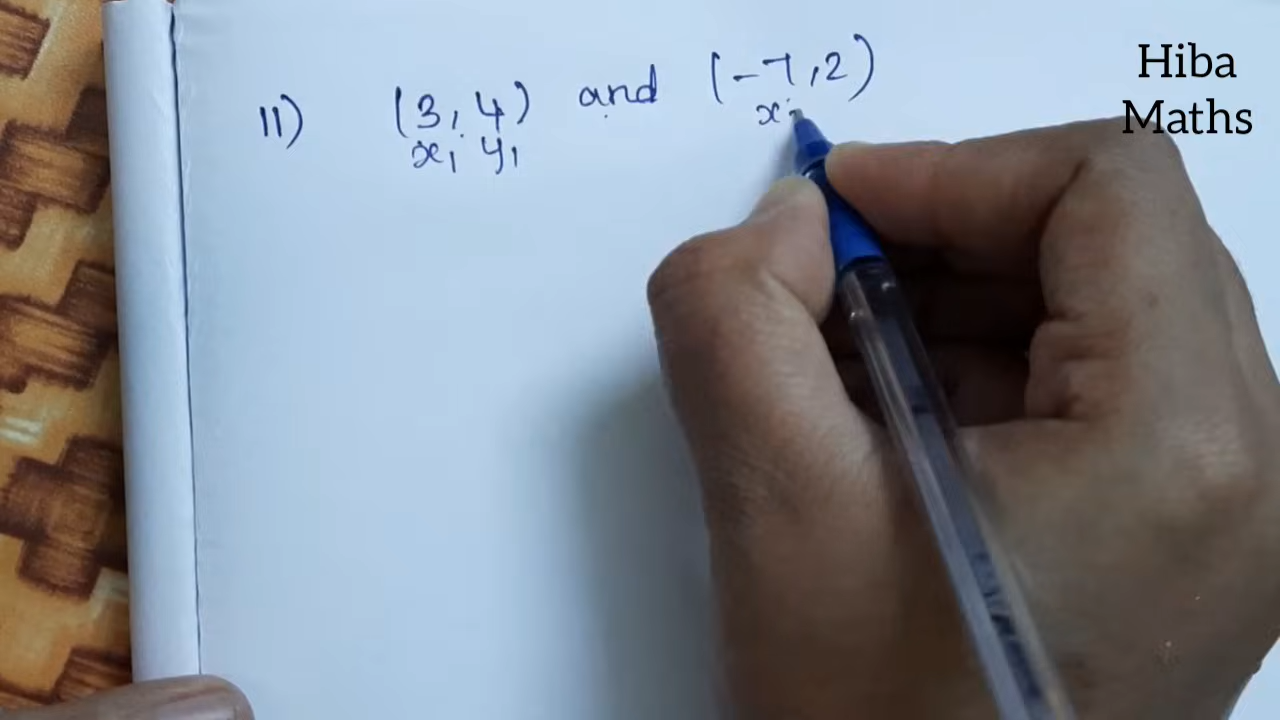 11) (3, 4) and (-7, 2)
x₁ y₁ x
Hiba
Maths